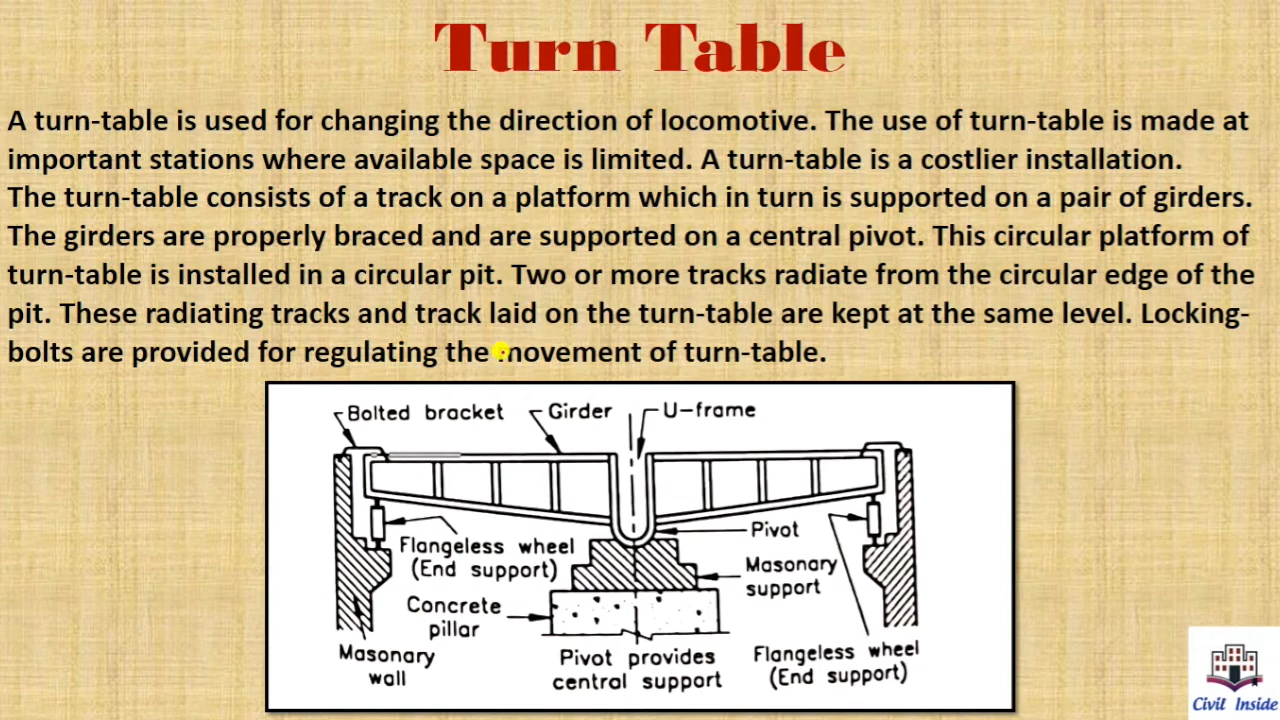 Turn Table
A turn-table is used for changing the direction of locomotive. The use of turn-table is made at
important stations where available space is limited. A turn-table is a costlier installation.
The turn-table consists of a track on a platform which in turn is supported on a pair of girders.
The girders are properly braced and are supported on a central pivot. This circular platform of
turn-table is installed in a circular pit. Two or more tracks radiate from the circular edge of the
pit. These radiating tracks and track laid on the turn-table are kept at the same level. Locking-
bolts are provided for regulating the movement of turn-table.
Bolted bracket
Girder
U-frame
Pivot
Flangeless wheel
(End support)
Masonary
support
Concrete
pillar
Masonary
wall
Pivot provides
central support
Flangeless wheel
(End support)
Civil Inside